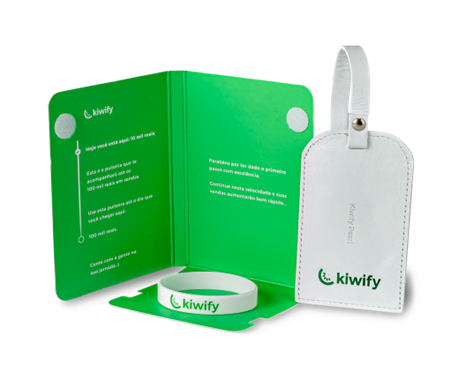 kiwify
Hoje você está aqui: 10 mil reais
Esta é a pulseira que te
acompanhará até os
100 mil reais em vendas
Use esta pulseira até o dia que
você chegar aqui:
100 mil reais.
Conte com a gente na
sua jornada :)
Parabéns por ter dado o primeiro
passo com excelência.
Continue nesta velocidade e suas
vendas aumentarão bem rápido...
kiwify
kiwify